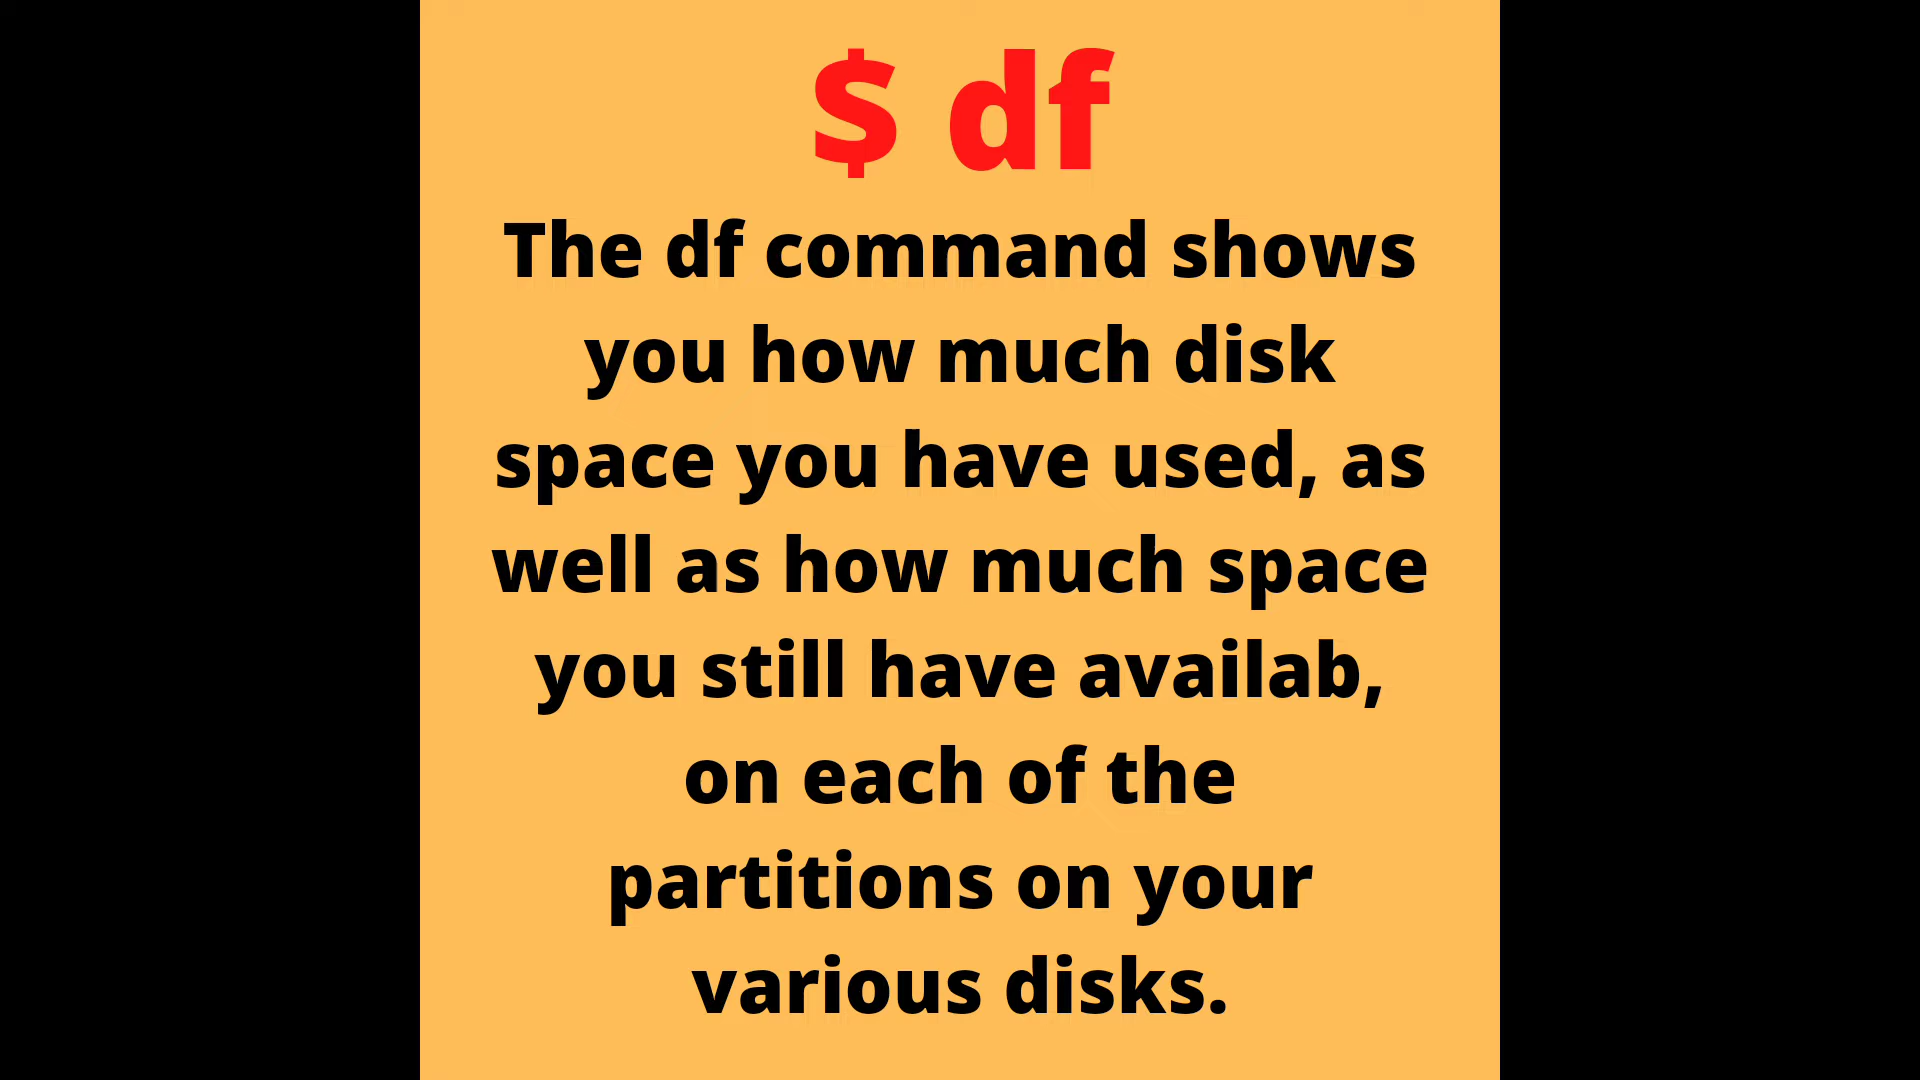 $ df
The df command shows
you how much disk
space you have used, as
well as how much space
you still have availab,
on each of the
partitions on your
various disks.